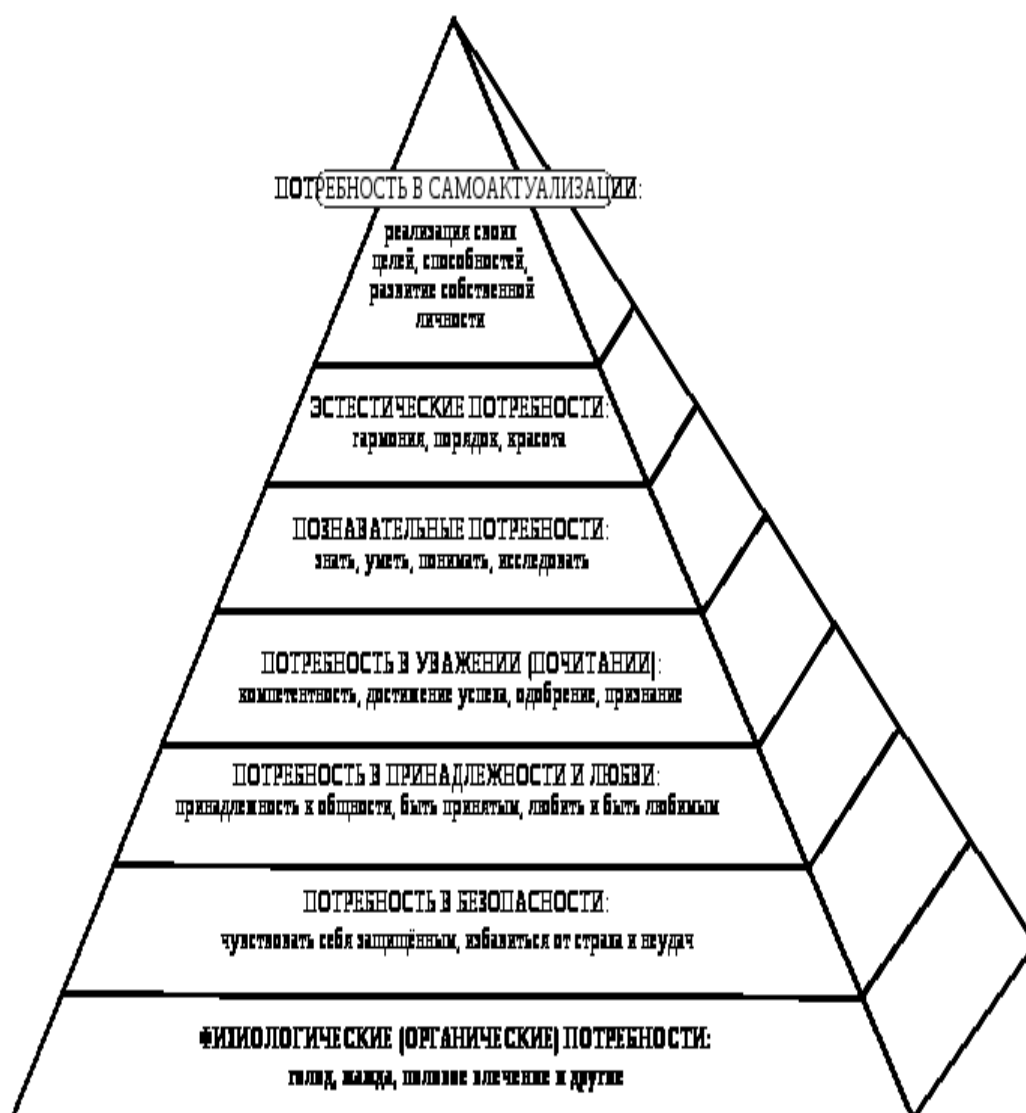 ПОТРЕБНОСТЬ В САМОАКТУАЛИЗАЦИИ:
реализация своих
целей, способностей,
развитие собственной
личности
ЭСТЕСТИЧЕСКИЕ ПОТРЕБНОСТИ:
гармония, порядок, красота
ПОЗНАВАТЕЛЬНЫЕ ПОТРЕБНОСТИ:
знать, уметь, понимать, исследовать
ПОТРЕБНОСТЬ В УВАЖЕНИИ (ПОЧИТАНИИ):
компетентность, достижение успеха, одобрение, признание
ПОТРЕБНОСТЬ В ПРИНАДЛЕЖНОСТИ И ЛЮБВИ:
принадлежность к общности, быть принятым, любить и быть любимым
ПОТРЕБНОСТЬ В БЕЗОПАСНОСТИ:
чувствовать себя защищённым, избавиться от страха и неудач
ФИЗИОЛОГИЧЕСКИЕ (ОРГАНИЧЕСКИЕ) ПОТРЕБНОСТИ:
голод, жажда, половое влечение и другие